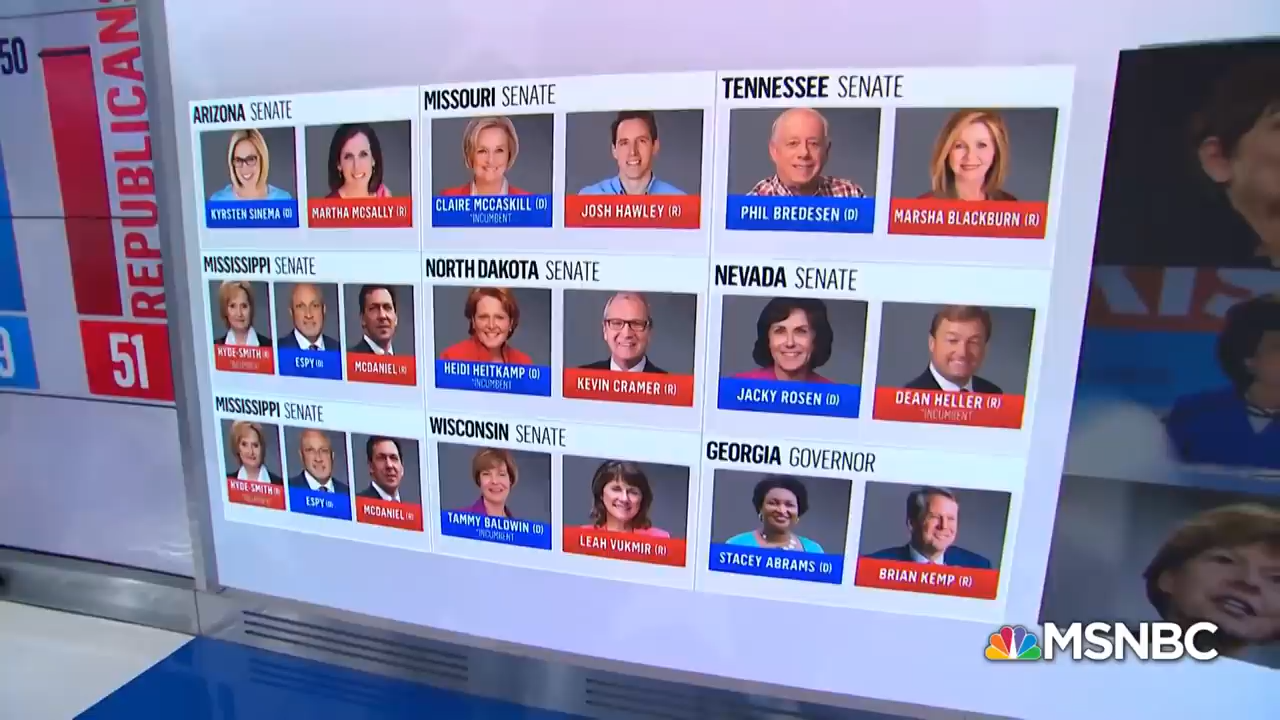 50
REPUBLICANS
51
9
ARIZONA SENATE
KYRSTEN SINEMA (D)
MARTHA MCSALLY (R)
MISSOURI SENATE
CLAIRE MCCASKILL (D)
*INCUMBENT
JOSH HAWLEY (R)
TENNESSEE SENATE
PHIL BREDESEN (D)
MARSHA BLACKBURN (R)
MISSISSIPPI SENATE
HYDE-SMITH (R)
*INCUMBENT
ESPY (D)
MCDANIEL (R)
NORTH DAKOTA SENATE
HEIDI HEITKAMP (D)
*INCUMBENT
KEVIN CRAMER (R)
NEVADA SENATE
JACKY ROSEN (D)
DEAN HELLER (R)
*INCUMBENT
MISSISSIPPI SENATE
HYDE-SMITH (R)
*INCUMBENT
ESPY (D)
MCDANIEL (R)
WISCONSIN SENATE
TAMMY BALDWIN (D)
*INCUMBENT
LEAH VUKMIR (R)
GEORGIA GOVERNOR
STACEY ABRAMS (D)
BRIAN KEMP (R)
MSNBC